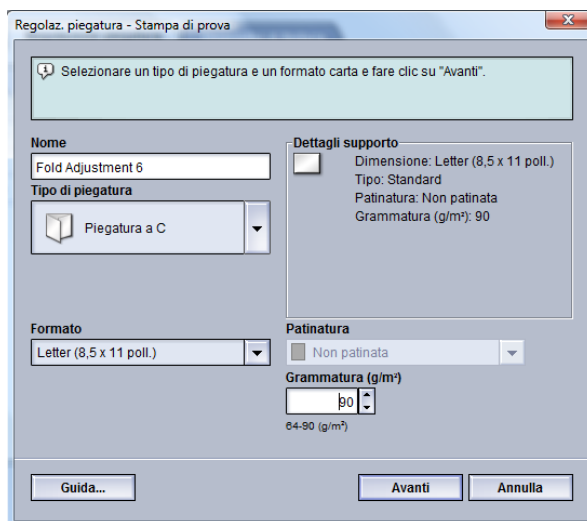 Regolaz. piegatura - Stampa di prova
Selezionare un tipo di piegatura e un formato carta e fare clic su "Avanti".
Nome
Fold Adjustment 6
Tipo di piegatura
Piegatura a C
Dettagli supporto
Dimensione: Letter (8,5 x 11 poll.)
Tipo: Standard
Patinatura: Non patinata
Grammatura (g/m²): 90
Formato
Letter (8,5 x 11 poll.)
Patinatura
Non patinata
Grammatura (g/m²)
90
64-90 (g/m²)
Guida...
Avanti
Annulla